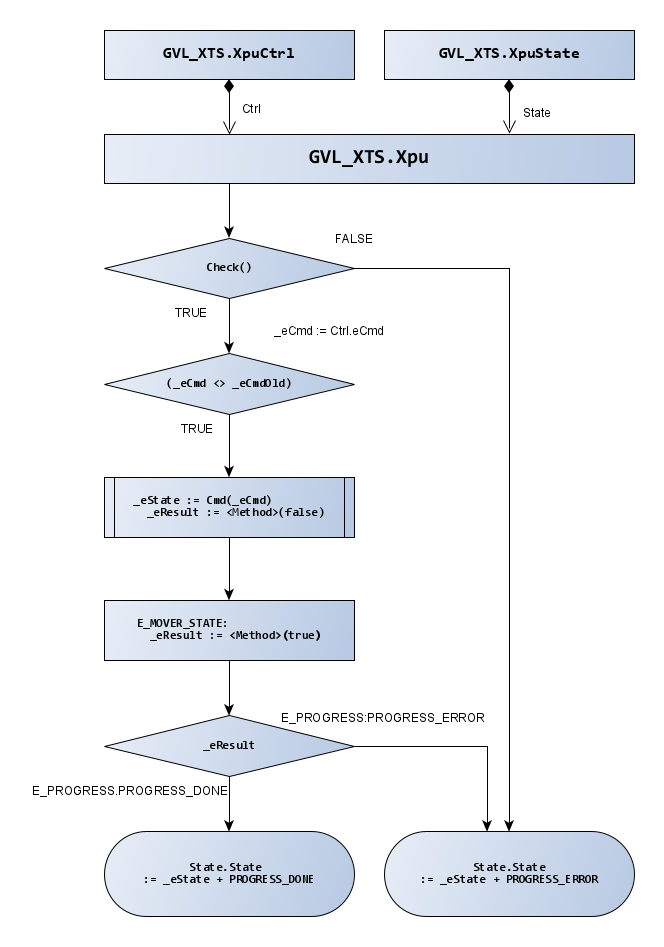 GVL_XTS.XpuCtrl
GVL_XTS.XpuState
Ctrl
State
GVL_XTS.Xpu
FALSE
Check()
TRUE
_eCmd := Ctrl.eCmd
(_eCmd <> _eCmdOld)
TRUE
_eState := Cmd(_eCmd)
_eResult := <Method>(false)
E_MOVER_STATE:
_eResult := <Method>(true)
E_PROGRESS:PROGRESS_ERROR
_eResult
E_PROGRESS.PROGRESS_DONE
State.State
:= _eState + PROGRESS_DONE
State.State
:= _eState + PROGRESS_ERROR